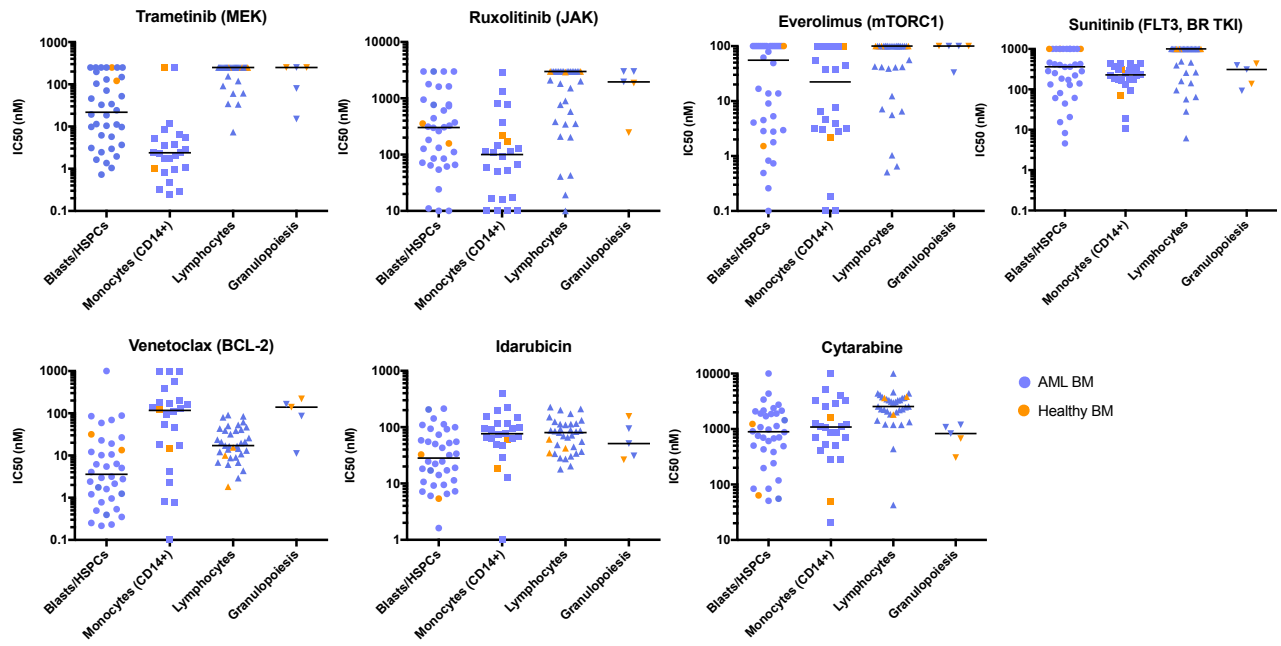 Trametinib (MEK)
IC50 (nM)
1000
100
10
1
0.1
Blasts/HSPCs
Monocytes (CD14+)
Lymphocytes
Granulopoiesis
Ruxolitinib (JAK)
IC50 (nM)
10000
1000
100
10
Blasts/HSPCs
Monocytes (CD14+)
Lymphocytes
Granulopoiesis
Everolimus (mTORC1)
IC50 (nM)
100
10
1
0.1
Blasts/HSPCs
Monocytes (CD14+)
Lymphocytes
Granulopoiesis
Sunitinib (FLT3, BR TKI)
IC50 (nM)
1000
100
10
1
0.1
Blasts/HSPCs
Monocytes (CD14+)
Lymphocytes
Granulopoiesis
Venetoclax (BCL-2)
IC50 (nM)
1000
100
10
1
0.1
Blasts/HSPCs
Monocytes (CD14+)
Lymphocytes
Granulopoiesis
Idarubicin
IC50 (nM)
1000
100
10
1
Blasts/HSPCs
Monocytes (CD14+)
Lymphocytes
Granulopoiesis
Cytarabine
IC50 (nM)
10000
1000
100
10
Blasts/HSPCs
Monocytes (CD14+)
Lymphocytes
Granulopoiesis
AML BM
Healthy BM